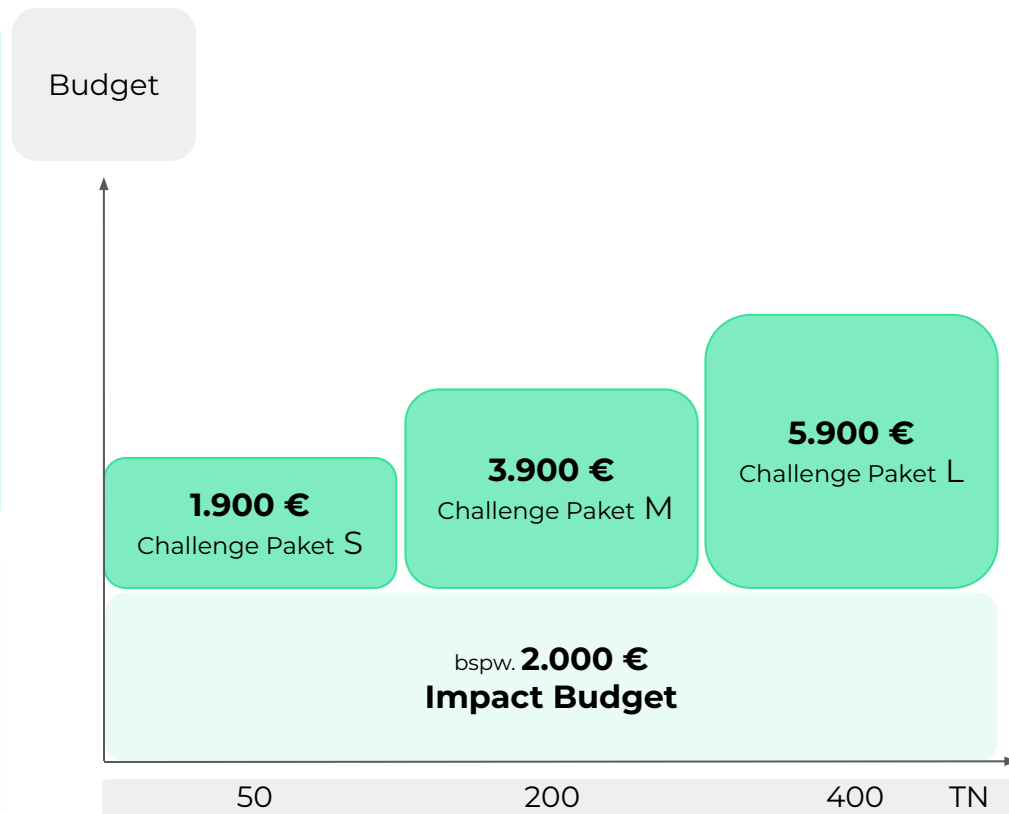 Budget
5.900 €
Challenge Paket L
3.900 €
Challenge Paket M
1.900 €
Challenge Paket S
bspw. 2.000 €
Impact Budget
50 200 400 TN